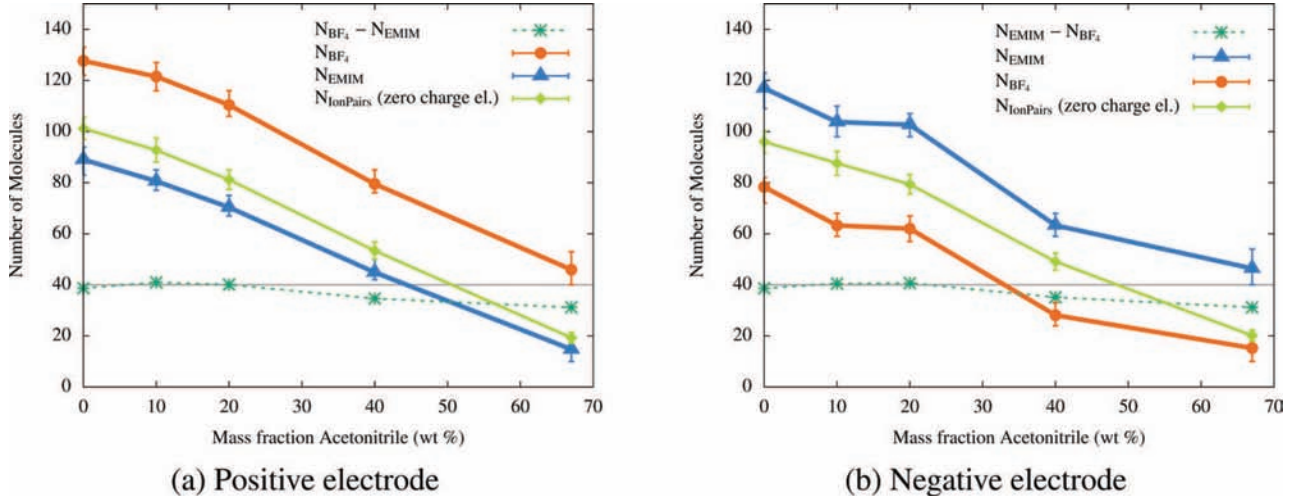 140
120
100
80
60
40
20
0
0 10 20 30 40 50 60 70
Number of Molecules
Mass fraction Acetonitrile (wt %)
N_BF₄ − N_EMIM
N_BF₄
N_EMIM
N_IonPairs (zero charge el.)
(a) Positive electrode
140
120
100
80
60
40
20
0
0 10 20 30 40 50 60 70
Number of Molecules
Mass fraction Acetonitrile (wt %)
N_EMIM − N_BF₄
N_EMIM
N_BF₄
N_IonPairs (zero charge el.)
(b) Negative electrode